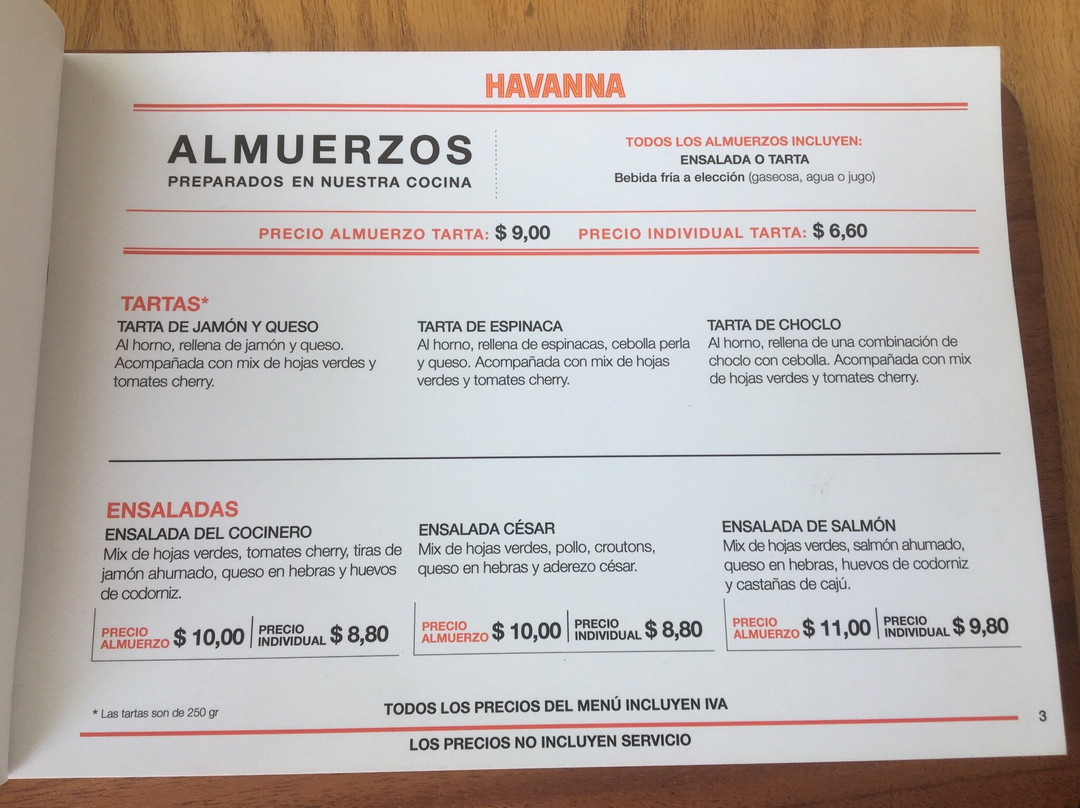 HAVANNA
ALMUERZOS
PREPARADOS EN NUESTRA COCINA
TODOS LOS ALMUERZOS INCLUYEN:
ENSALADA O TARTA
Bebida fría a elección (gaseosa, agua o jugo)
PRECIO ALMUERZO TARTA: $ 9,00 PRECIO INDIVIDUAL TARTA: $ 6,60
TARTAS*
TARTA DE JAMÓN Y QUESO
Al horno, rellena de jamón y queso.
Acompañada con mix de hojas verdes y
tomates cherry.
TARTA DE ESPINACA
Al horno, rellena de espinacas, cebolla perla
y queso. Acompañada con mix de hojas
verdes y tomates cherry.
TARTA DE CHOCLO
Al horno, rellena de una combinación de
choclo con cebolla. Acompañada con mix
de hojas verdes y tomates cherry.
ENSALADAS
ENSALADA DEL COCINERO
Mix de hojas verdes, tomates cherry, tiras de
jamón ahumado, queso en hebras y huevos
de codorniz.
PRECIO
ALMUERZO $ 10,00
PRECIO
INDIVIDUAL $ 8,80
ENSALADA CÉSAR
Mix de hojas verdes, pollo, croutons,
queso en hebras y aderezo césar.
PRECIO
ALMUERZO $ 10,00
PRECIO
INDIVIDUAL $ 8,80
ENSALADA DE SALMÓN
Mix de hojas verdes, salmón ahumado,
queso en hebras, huevos de codorniz
y castañas de cajú.
PRECIO
ALMUERZO $ 11,00
PRECIO
INDIVIDUAL $ 9,80
* Las tartas son de 250 gr
TODOS LOS PRECIOS DEL MENÚ INCLUYEN IVA
3
LOS PRECIOS NO INCLUYEN SERVICIO